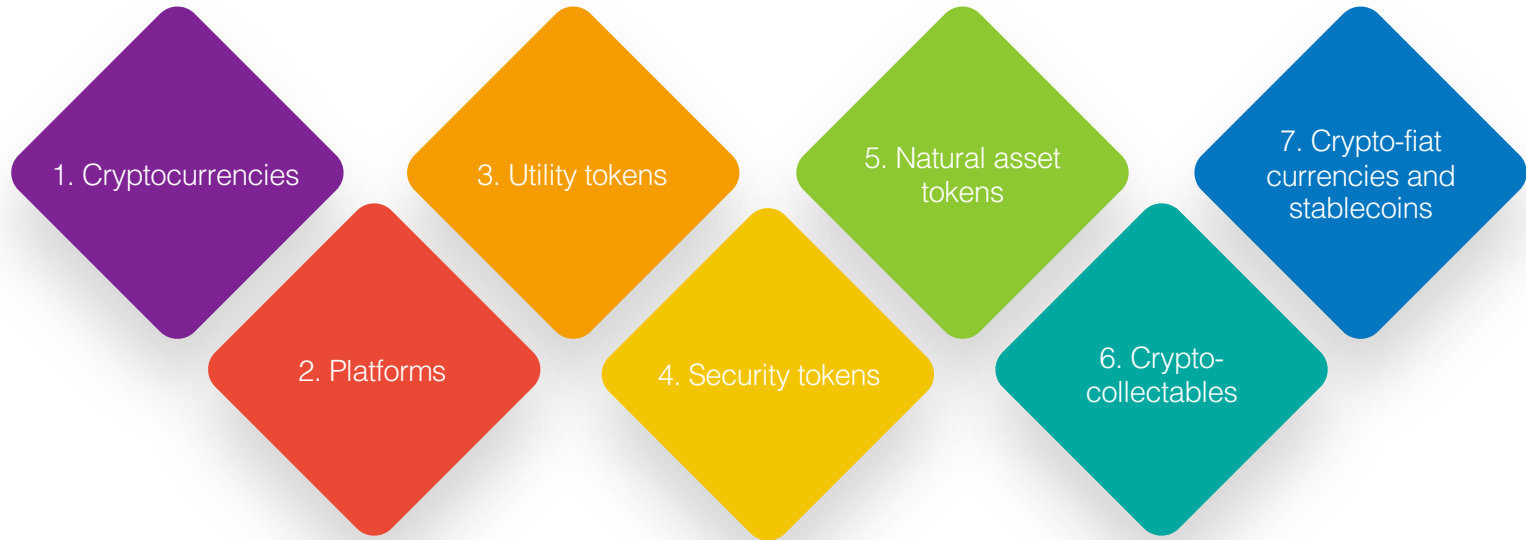 1. Cryptocurrencies
2. Platforms
3. Utility tokens
4. Security tokens
5. Natural asset
tokens
6. Crypto-
collectables
7. Crypto-fiat
currencies and
stablecoins